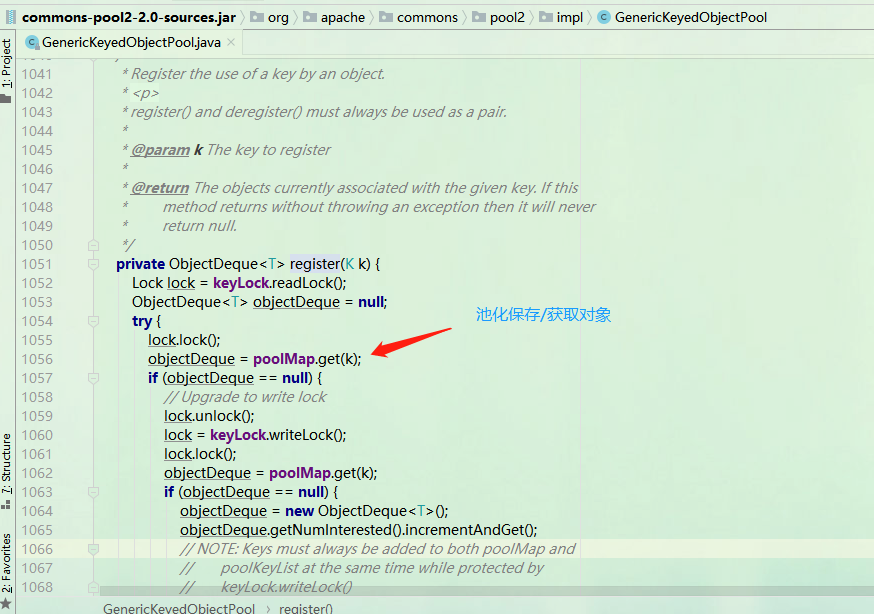 commons-pool2-2.0-sources.jar org apache commons pool2 impl GenericKeyedObjectPool
GenericKeyedObjectPool.java
1: Project
7: Structure
2: Favorites
1041 * Register the use of a key by an object.
1042 * <p>
1043 * register() and deregister() must always be used as a pair.
1044 *
1045 * @param k The key to register
1046 *
1047 * @return The objects currently associated with the given key. If this
1048 * method returns without throwing an exception then it will never
1049 * return null.
1050 */
1051 private ObjectDeque<T> register(K k) {
1052 Lock lock = keyLock.readLock();
1053 ObjectDeque<T> objectDeque = null;
1054 try {
池化保存/获取对象
1055 lock.lock();
1056 objectDeque = poolMap.get(k);
1057 if (objectDeque == null) {
1058 // Upgrade to write lock
1059 lock.unlock();
1060 lock = keyLock.writeLock();
1061 lock.lock();
1062 objectDeque = poolMap.get(k);
1063 if (objectDeque == null) {
1064 objectDeque = new ObjectDeque<T>();
1065 objectDeque.getNumInterested().incrementAndGet();
1066 // NOTE: Keys must always be added to both poolMap and
1067 // poolKeyList at the same time while protected by
1068 // keyLock.writeLock()
GenericKeyedObjectPool › register()